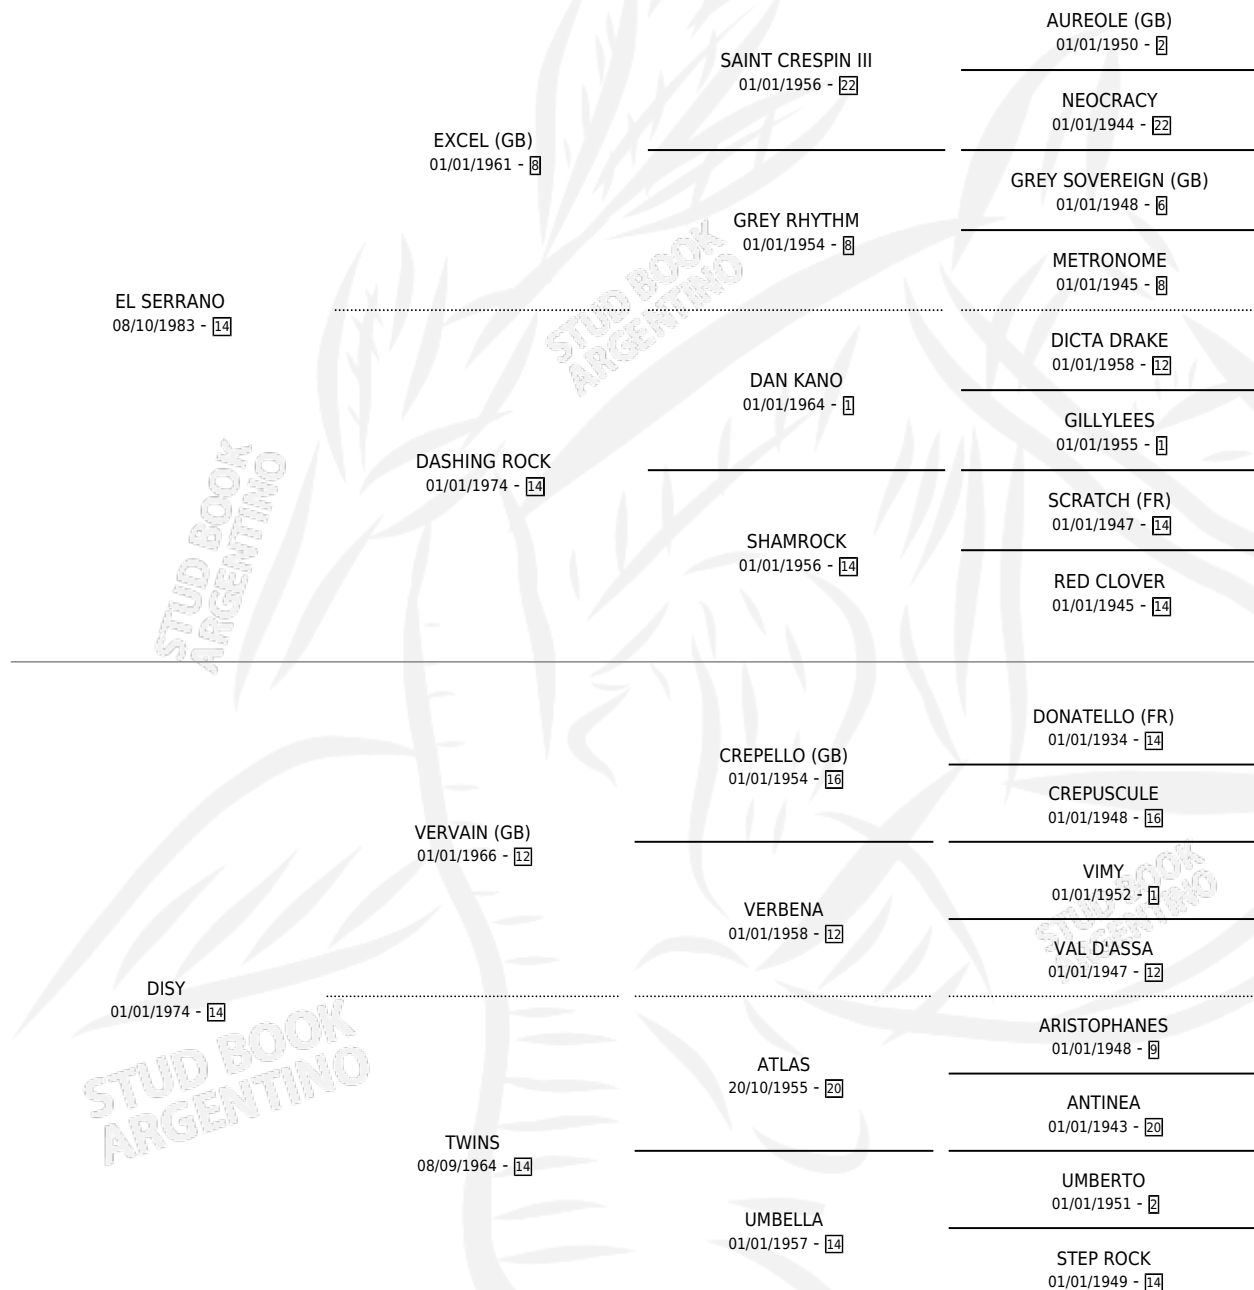 AUREOLE (GB)
01/01/1950 - 2
SAINT CRESPIN III
01/01/1956 - 22
NEOCRACY
01/01/1944 - 22
EXCEL (GB)
01/01/1961 - 8
GREY SOVEREIGN (GB)
01/01/1948 - 6
GREY RHYTHM
01/01/1954 - 8
METRONOME
01/01/1945 - 8
EL SERRANO
08/10/1983 - 14
DICTA DRAKE
01/01/1958 - 12
DAN KANO
01/01/1964 - 1
GILLYLEES
01/01/1955 - 1
DASHING ROCK
01/01/1974 - 14
SCRATCH (FR)
01/01/1947 - 14
SHAMROCK
01/01/1956 - 14
RED CLOVER
01/01/1945 - 14
DONATELLO (FR)
01/01/1934 - 14
CREPELLO (GB)
01/01/1954 - 16
CREPUSCULE
01/01/1948 - 16
VERVAIN (GB)
01/01/1966 - 12
VIMY
01/01/1952 - 1
VERBENA
01/01/1958 - 12
VAL D'ASSA
01/01/1947 - 12
DISY
01/01/1974 - 14
ARISTOPHANES
01/01/1948 - 9
ATLAS
20/10/1955 - 20
ANTINEA
01/01/1943 - 20
TWINS
08/09/1964 - 14
UMBERTO
01/01/1951 - 2
UMBELLA
01/01/1957 - 14
STEP ROCK
01/01/1949 - 14
STUD BOOK
ARGENTINO
STUD BOOK
ARGENTINO
STUD BOOK
ARGENTINO
STUD BOOK
ARGENTINO